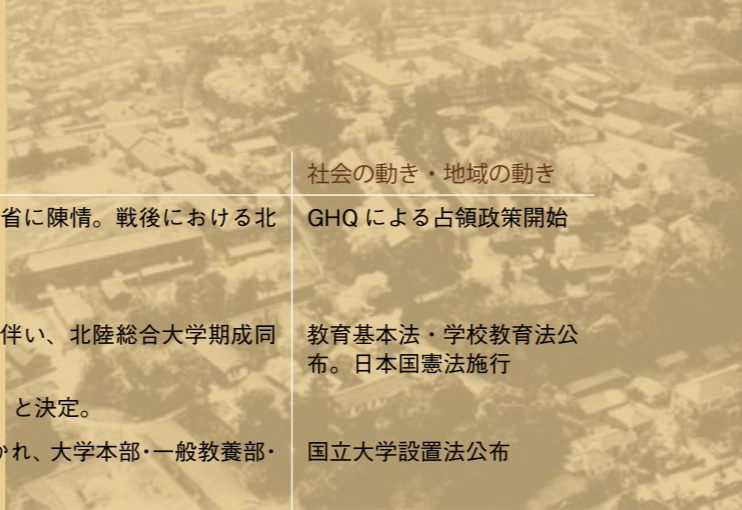 社会の動き・地域の動き
省に陳情。戦後における北
GHQ による占領政策開始
伴い、北陸総合大学期成同
教育基本法・学校教育法公
布。日本国憲法施行
と決定。
かれ、大学本部・一般教養部・
国立大学設置法公布